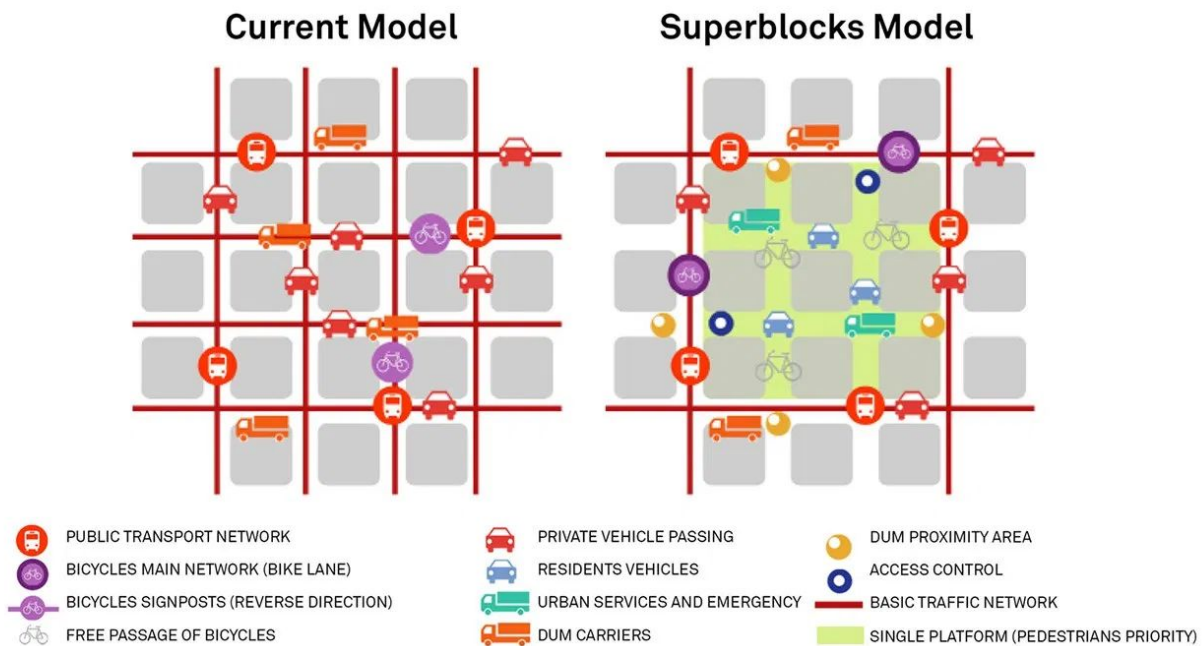 Current Model
Superblocks Model
PUBLIC TRANSPORT NETWORK
BICYCLES MAIN NETWORK (BIKE LANE)
BICYCLES SIGNPOSTS (REVERSE DIRECTION)
FREE PASSAGE OF BICYCLES
PRIVATE VEHICLE PASSING
RESIDENTS VEHICLES
URBAN SERVICES AND EMERGENCY
DUM CARRIERS
DUM PROXIMITY AREA
ACCESS CONTROL
BASIC TRAFFIC NETWORK
SINGLE PLATFORM (PEDESTRIANS PRIORITY)